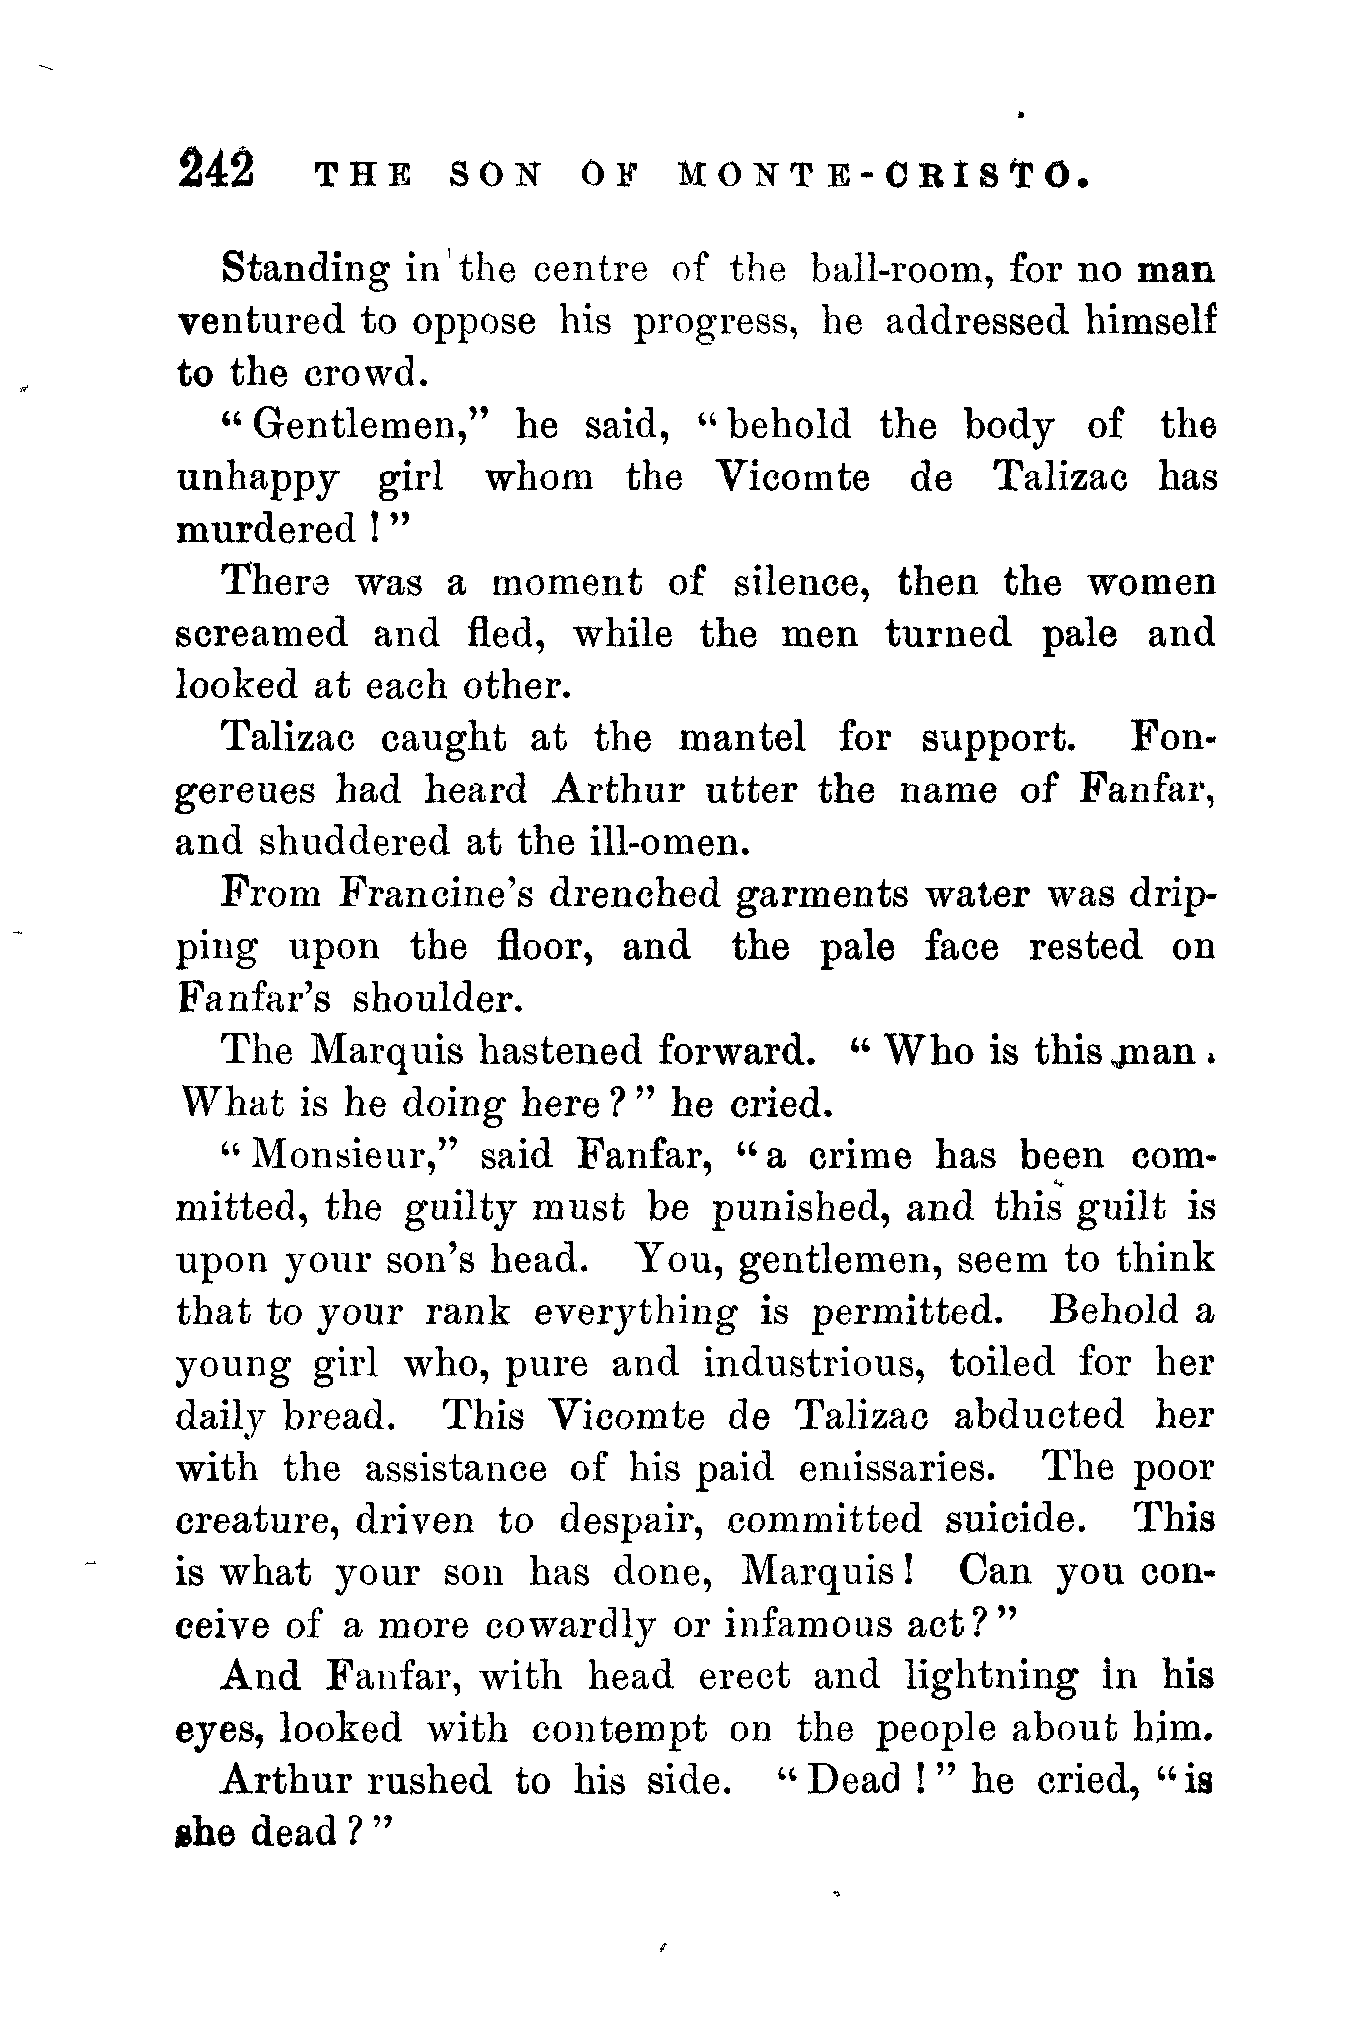 242 THE SON OF MONTE-CRISTO.
Standing in the centre of the ball-room, for no man
ventured to oppose his progress, he addressed himself
to the crowd.
“ Gentlemen,” he said, “ behold the body of the
unhappy girl whom the Vicomte de Talizac has
murdered ! ”
There was a moment of silence, then the women
screamed and fled, while the men turned pale and
looked at each other.
Talizac caught at the mantel for support. Fon-
gereues had heard Arthur utter the name of Fanfar,
and shuddered at the ill-omen.
From Francine’s drenched garments water was drip-
ping upon the floor, and the pale face rested on
Fanfar’s shoulder.
The Marquis hastened forward. “ Who is this man .
What is he doing here ? ” he cried.
“ Monsieur,” said Fanfar, “ a crime has been com-
mitted, the guilty must be punished, and this guilt is
upon your son’s head. You, gentlemen, seem to think
that to your rank everything is permitted. Behold a
young girl who, pure and industrious, toiled for her
daily bread. This Vicomte de Talizac abducted her
with the assistance of his paid emissaries. The poor
creature, driven to despair, committed suicide. This
is what your son has done, Marquis ! Can you con-
ceive of a more cowardly or infamous act ? ”
And Fanfar, with head erect and lightning in his
eyes, looked with contempt on the people about him.
Arthur rushed to his side. “ Dead ! ” he cried, “ is
she dead ? ”